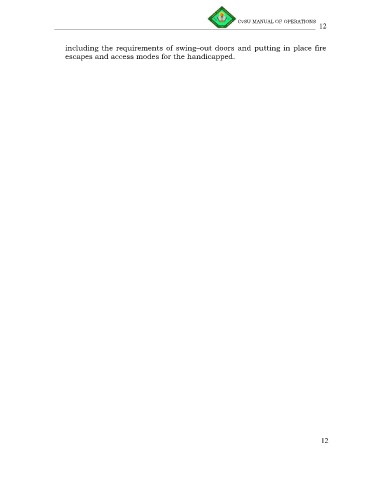 CvSU MANUAL OF OPERATIONS 12
including the requirements of swing–out doors and putting in place fire
escapes and access modes for the handicapped.
12